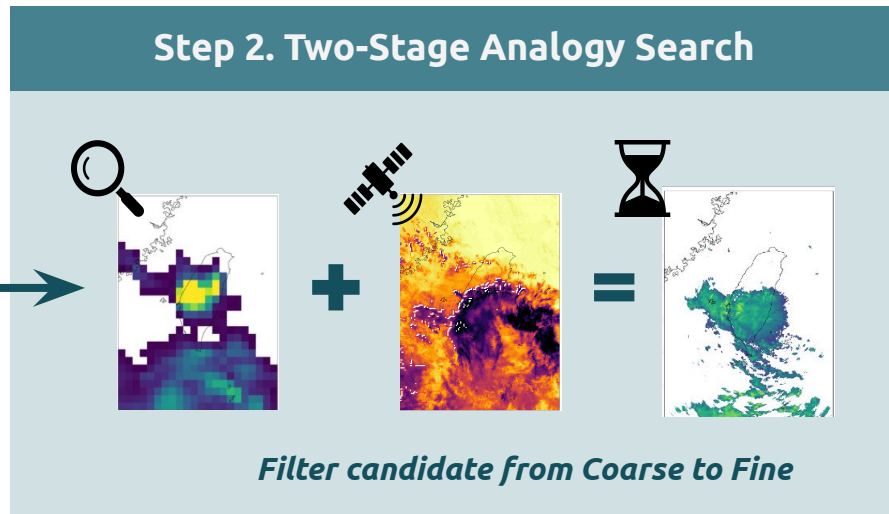 Step 2. Two-Stage Analogy Search
Filter candidate from Coarse to Fine